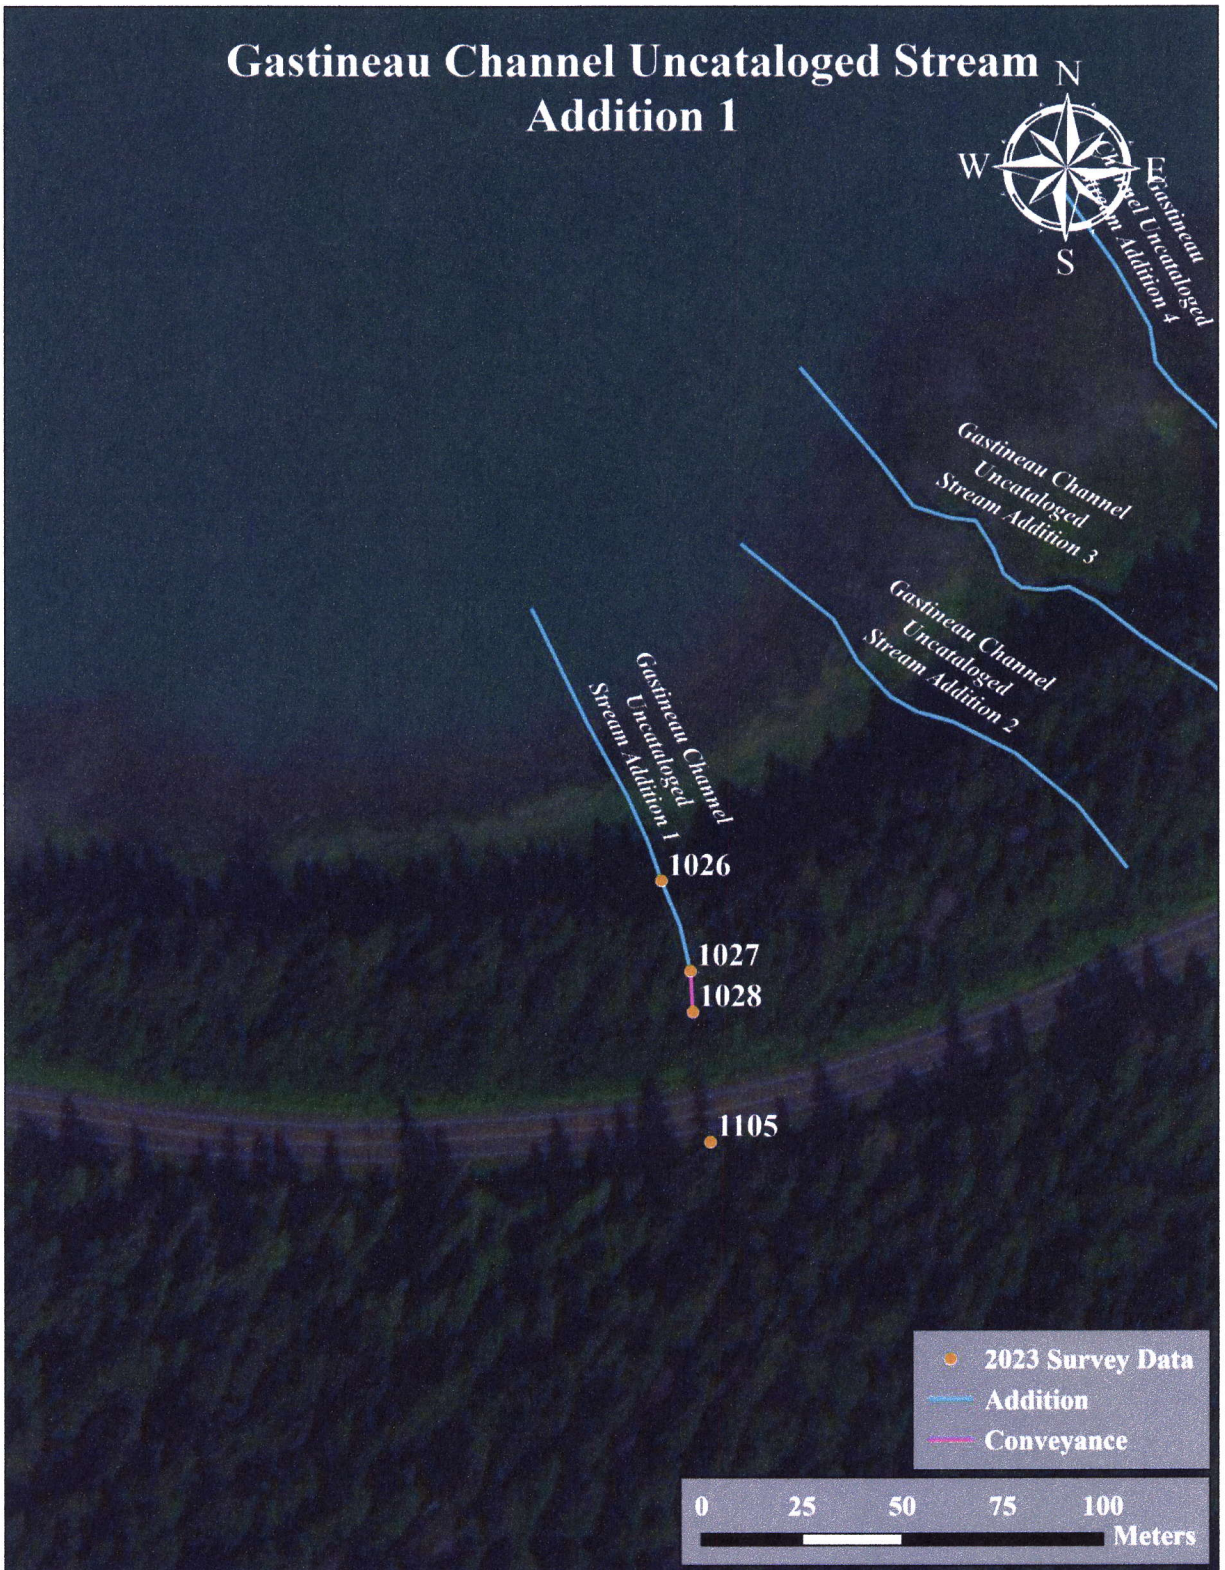 Gastineau Channel Uncataloged Stream
Addition 1
N
W
E
S
Gastineau
Channel Uncataloged
Stream Addition 4
Gastineau Channel
Uncataloged
Stream Addition 3
Gastineau Channel
Uncataloged
Stream Addition 2
Gastineau Channel
Uncataloged
Stream Addition 1
1026
1027
1028
1105
2023 Survey Data
Addition
Conveyance
0 25 50 75 100
Meters